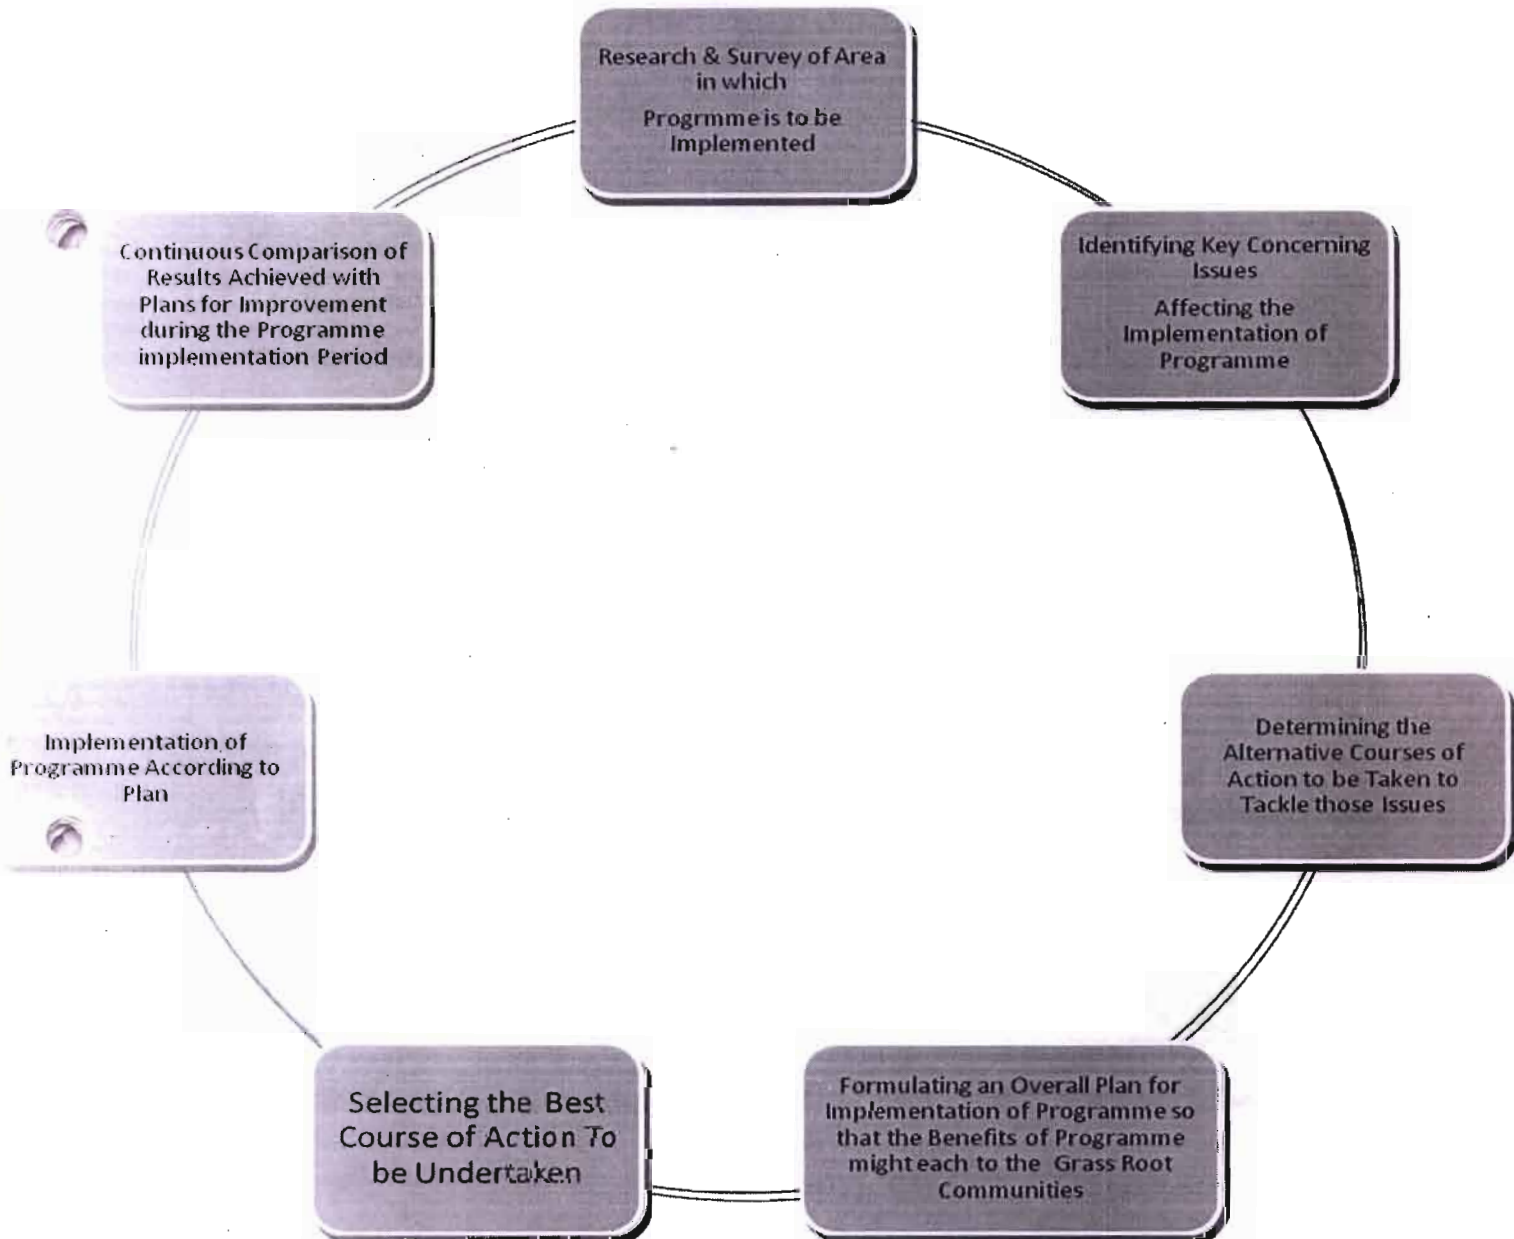 Research & Survey of Area
in which
Progrmme is to be
Implemented
Identifying Key Concerning
Issues
Affecting the
Implementation of
Programme
Determining the
Alternative Courses of
Action to be Taken to
Tackle those Issues
Formulating an Overall Plan for
Implementation of Programme so
that the Benefits of Programme
might each to the Grass Root
Communities
Selecting the Best
Course of Action To
be Undertaken
Implementation of
Programme According to
Plan
Continuous Comparison of
Results Achieved with
Plans for Improvement
during the Programme
implementation Period